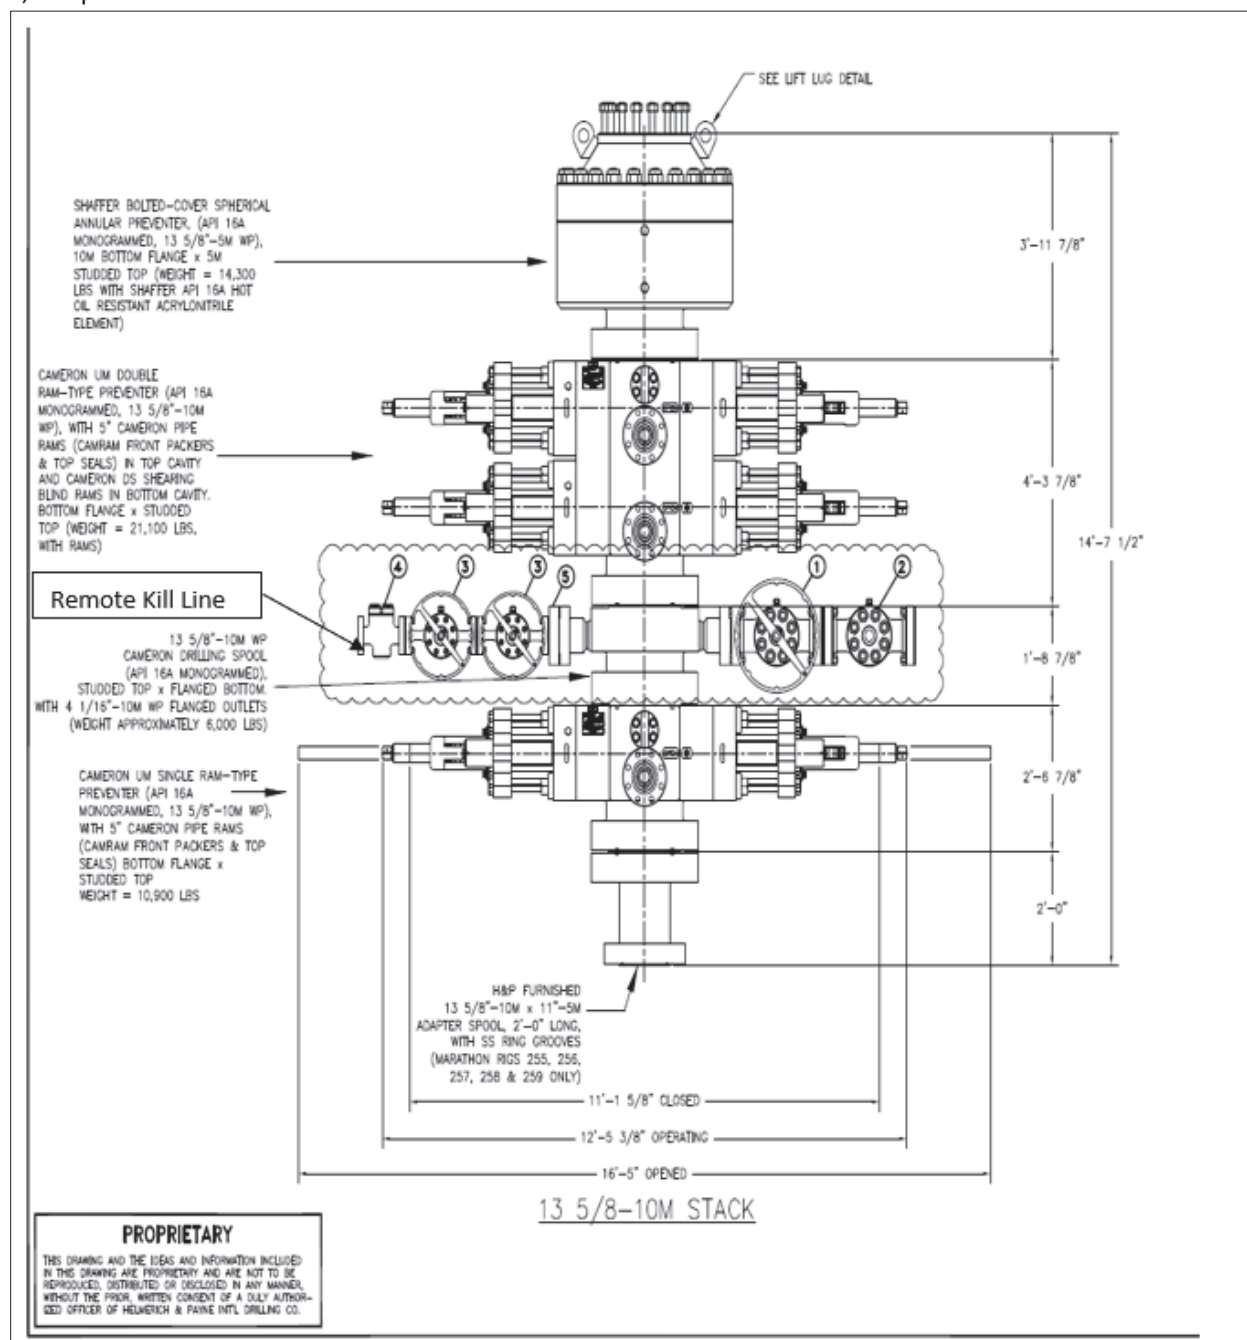 SEE LIFT LUG DETAIL
SHAFFER BOLTED-COVER SPHERICAL
ANNULAR PREVENTER, (API 16A
MONOGRAMMED, 13 5/8"-5M WP),
10M BOTTOM FLANGE x 5M
STUDDED TOP (WEIGHT = 14,300
LBS WITH SHAFFER API 16A HOT
OIL RESISTANT ACRYLONITRILE
ELEMENT)
3'-11 7/8"
CAMERON UM DOUBLE
RAM-TYPE PREVENTER (API 16A
MONOGRAMMED, 13 5/8"-10M
WP), WITH 5" CAMERON PIPE
RAMS (CAMRAM FRONT PACKERS
& TOP SEALS) IN TOP CAVITY
AND CAMERON DS SHEARING
BLIND RAMS IN BOTTOM CAVITY.
BOTTOM FLANGE x STUDDED
TOP (WEIGHT = 21,100 LBS,
WITH RAMS)
4'-3 7/8"
14'-7 1/2"
4
3
3
5
1
2
Remote Kill Line
13 5/8"-10M WP
CAMERON DRILLING SPOOL
(API 16A MONOGRAMMED),
STUDDED TOP x FLANGED BOTTOM.
WITH 4 1/16"-10M WP FLANGED OUTLETS
(WEIGHT APPROXIMATELY 6,000 LBS)
1'-8 7/8"
CAMERON UM SINGLE RAM-TYPE
PREVENTER (API 16A
MONOGRAMMED, 13 5/8"-10M WP),
WITH 5" CAMERON PIPE RAMS
(CAMRAM FRONT PACKERS & TOP
SEALS) BOTTOM FLANGE x
STUDDED TOP
WEIGHT = 10,900 LBS
2'-6 7/8"
2'-0"
H&P FURNISHED
13 5/8"-10M x 11"-5M
ADAPTER SPOOL, 2'-0" LONG,
WITH SS RING GROOVES
(MARATHON RIGS 255, 256,
257, 258 & 259 ONLY)
11'-1 5/8" CLOSED
12'-5 3/8" OPERATING
16'-5" OPENED
13 5/8-10M STACK
PROPRIETARY
THIS DRAWING AND THE IDEAS AND INFORMATION INCLUDED
IN THIS DRAWING ARE PROPRIETARY AND ARE NOT TO BE
REPRODUCED, DISTRIBUTED OR DISCLOSED IN ANY MANNER,
WITHOUT THE PRIOR, WRITTEN CONSENT OF A DULY AUTHOR-
IZED OFFICER OF HELMERICH & PAYNE INT'L DRILLING CO.